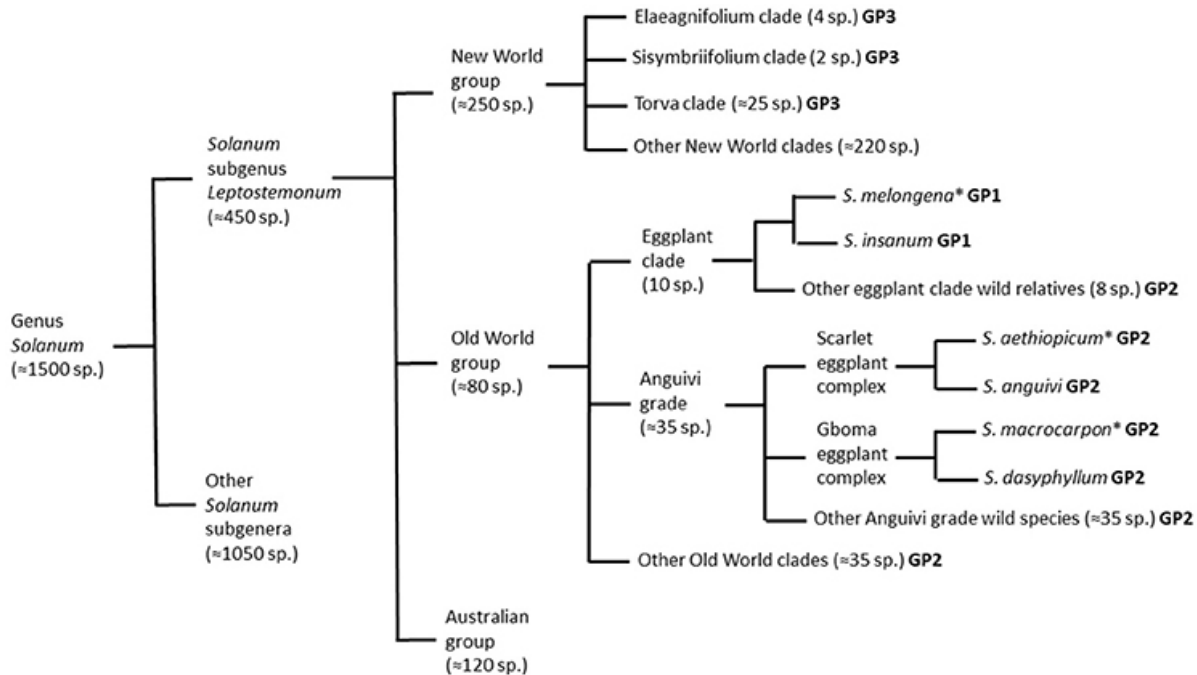 Genus
Solanum
(≈1500 sp.)
Solanum
subgenus
Leptostemonum
(≈450 sp.)
Other
Solanum
subgenera
(≈1050 sp.)
New World
group
(≈250 sp.)
Old World
group
(≈80 sp.)
Australian
group
(≈120 sp.)
Elaeagnifolium clade (4 sp.) GP3
Sisymbriifolium clade (2 sp.) GP3
Torva clade (≈25 sp.) GP3
Other New World clades (≈220 sp.)
Eggplant
clade
(10 sp.)
S. melongena* GP1
S. insanum GP1
Other eggplant clade wild relatives (8 sp.) GP2
Anguivi
grade
(≈35 sp.)
Scarlet
eggplant
complex
S. aethiopicum* GP2
S. anguivi GP2
Gboma
eggplant
complex
S. macrocarpon* GP2
S. dasyphyllum GP2
Other Anguivi grade wild species (≈35 sp.) GP2
Other Old World clades (≈35 sp.) GP2